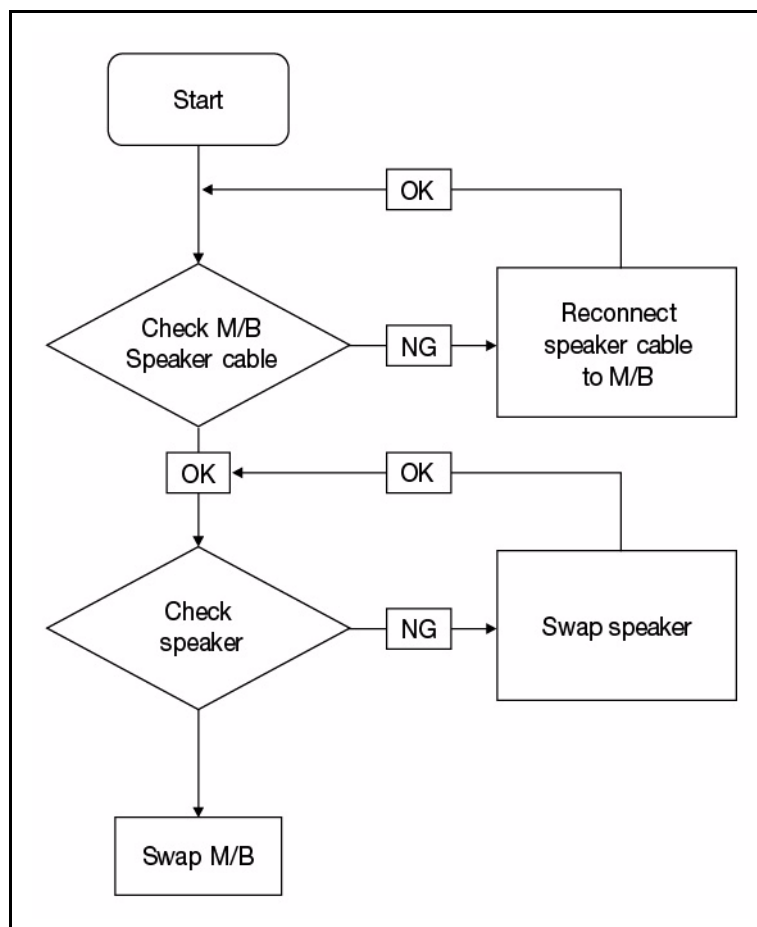 Start
OK
Check M/B
Speaker cable
NG
Reconnect
speaker cable
to M/B
OK
OK
Check
speaker
NG
Swap speaker
Swap M/B